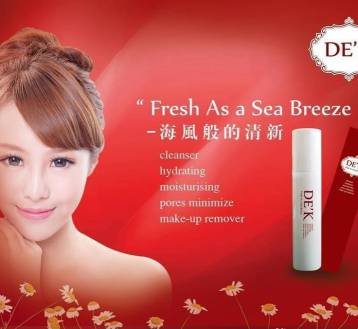 DE'K
“ Fresh As a Sea Breeze
–海風般的清新
cleanser
hydrating
moisturising
pores minimize
make-up remover
DE'K